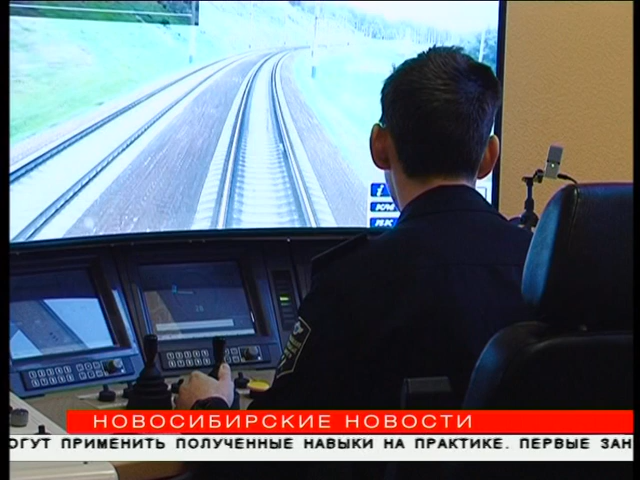 НОВОСИБИРСКИЕ НОВОСТИ
ОГУТ ПРИМЕНИТЬ ПОЛУЧЕННЫЕ НАВЫКИ НА ПРАКТИКЕ. ПЕРВЫЕ ЗАН